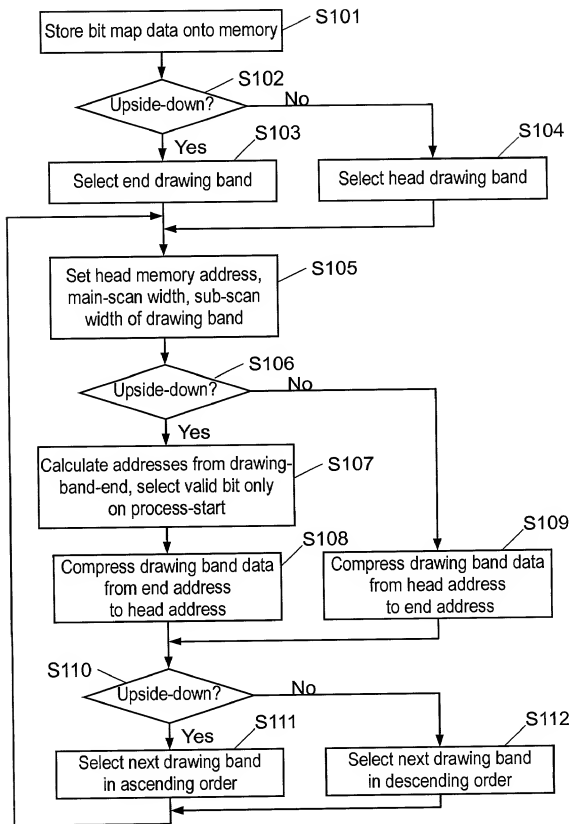 Store bit map data onto memory
S101
S102
Upside-down?
No
Yes
S103
S104
Select end drawing band
Select head drawing band
Set head memory address,
main-scan width, sub-scan
width of drawing band
S105
S106
Upside-down?
No
Yes
Calculate addresses from drawing-
band-end, select valid bit only
on process-start
S107
S108
S109
Compress drawing band data
from end address
to head address
Compress drawing band data
from head address
to end address
S110
Upside-down?
No
Yes
S111
S112
Select next drawing band
in ascending order
Select next drawing band
in descending order